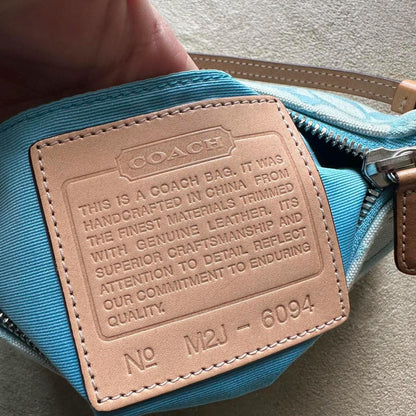 COACH
THIS IS A COACH BAG. IT WAS
HANDCRAFTED IN CHINA FROM
THE FINEST MATERIALS TRIMMED
WITH GENUINE LEATHER. ITS
SUPERIOR CRAFTSMANSHIP AND
ATTENTION TO DETAIL REFLECT
OUR COMMITMENT TO ENDURING
QUALITY.
No M2J - 6094